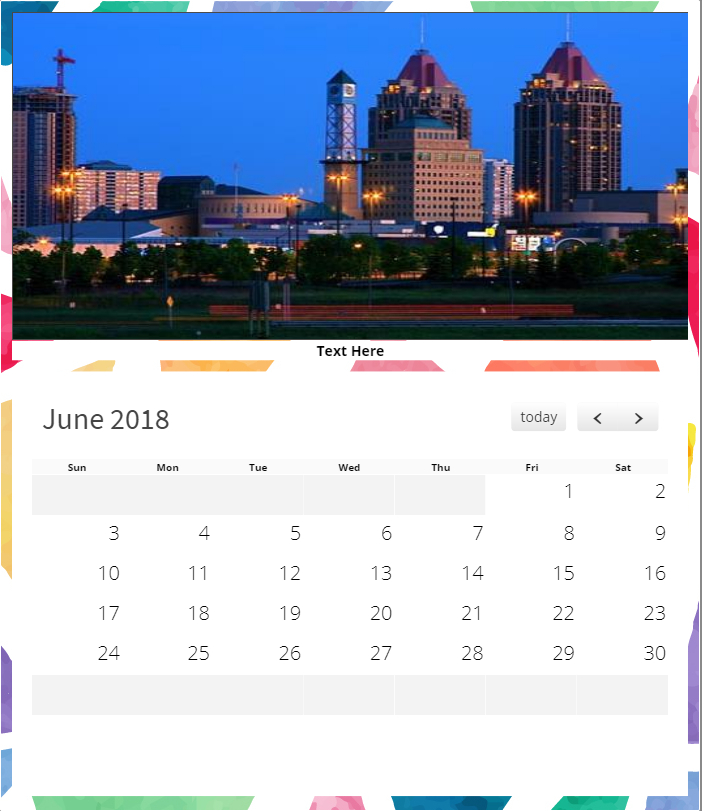 Text Here
June 2018 today
Sun Mon Tue Wed Thu Fri Sat
1 2
3 4 5 6 7 8 9
10 11 12 13 14 15 16
17 18 19 20 21 22 23
24 25 26 27 28 29 30